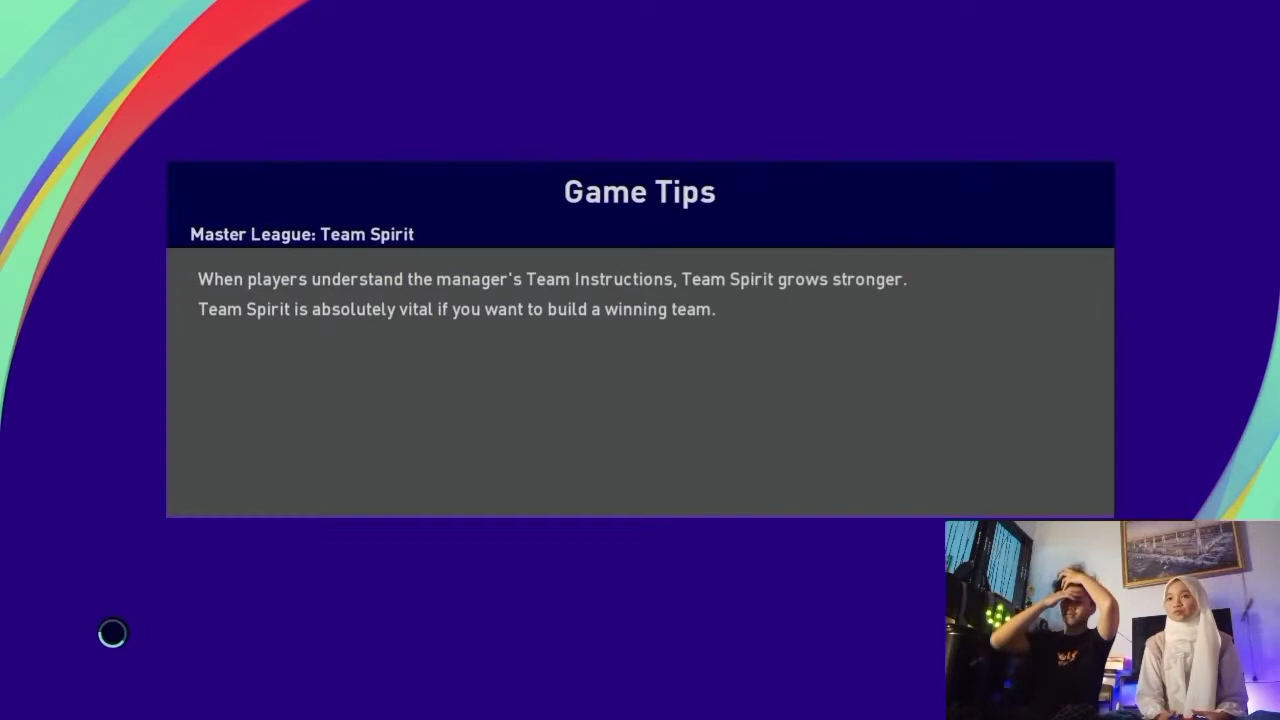 Game Tips
Master League: Team Spirit
When players understand the manager's Team Instructions, Team Spirit grows stronger.
Team Spirit is absolutely vital if you want to build a winning team.